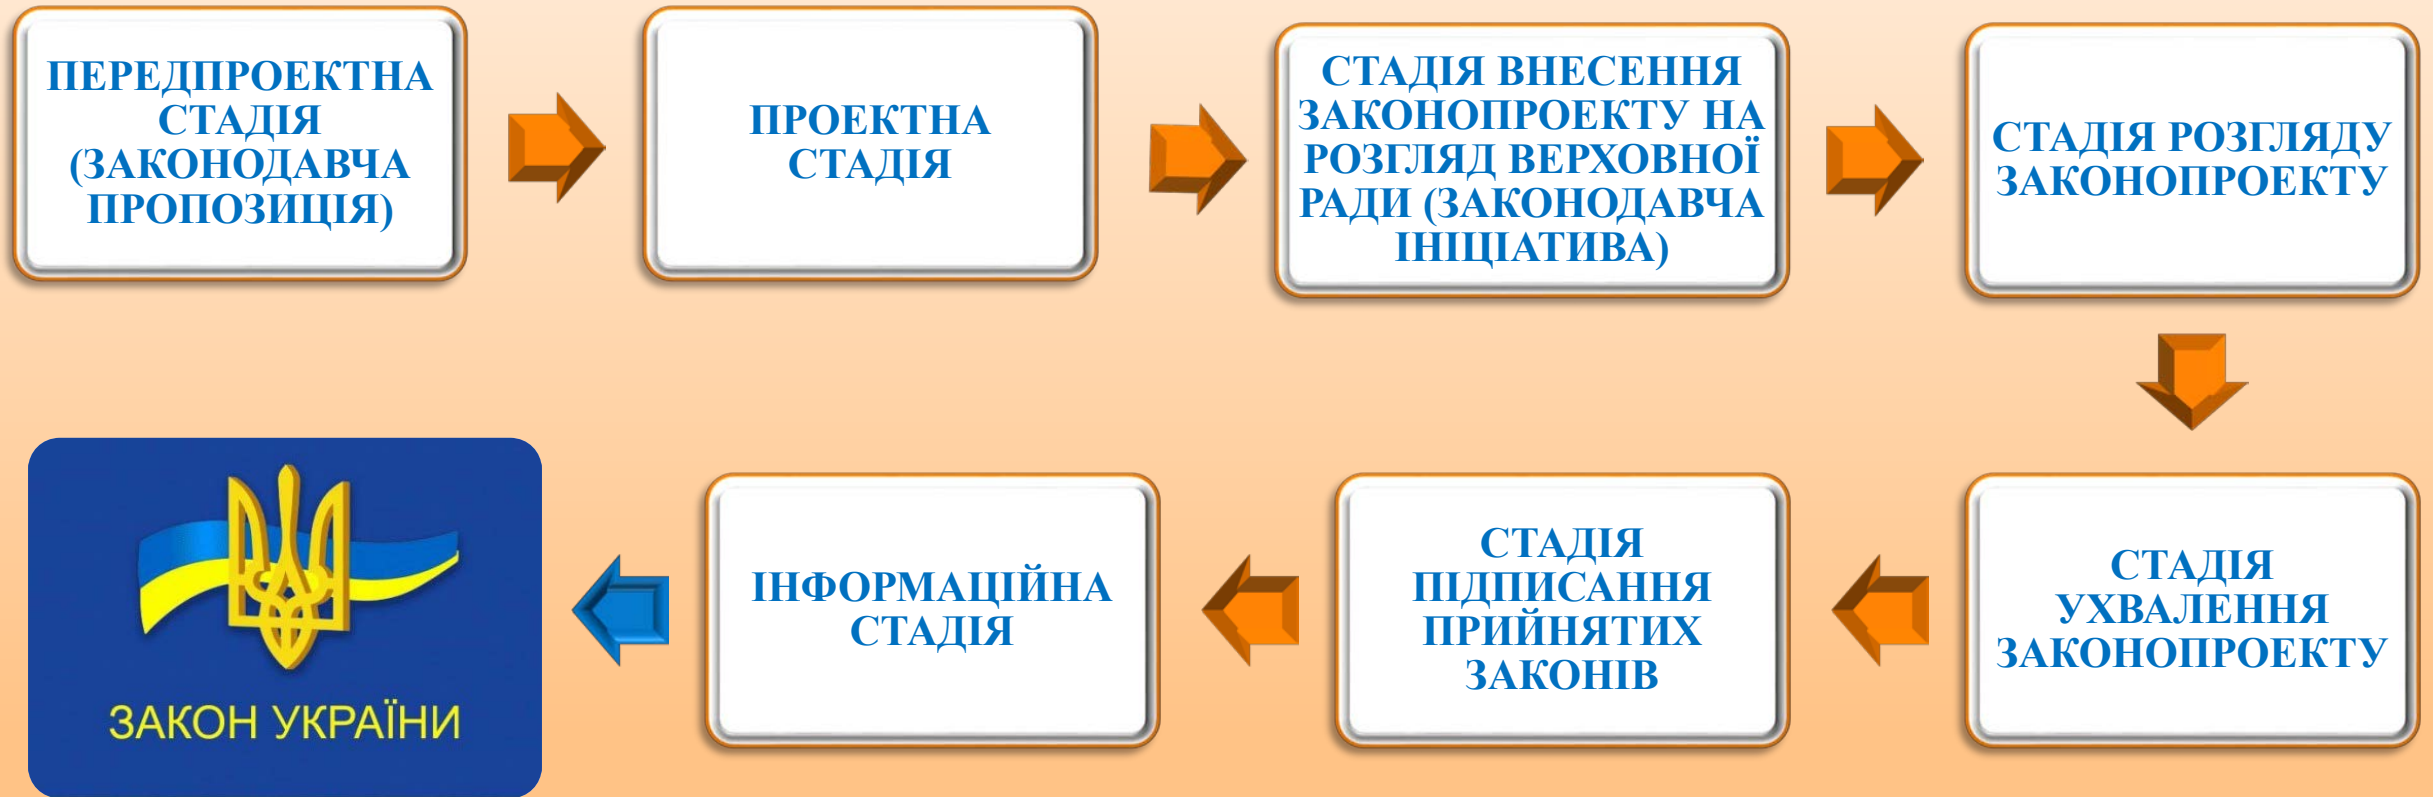 ПЕРЕДПРОЕКТНА
СТАДІЯ
(ЗАКОНОДАВЧА
ПРОПОЗИЦІЯ)
ПРОЕКТНА
СТАДІЯ
СТАДІЯ ВНЕСЕННЯ
ЗАКОНОПРОЕКТУ НА
РОЗГЛЯД ВЕРХОВНОЇ
РАДИ (ЗАКОНОДАВЧА
ІНІЦІАТИВА)
СТАДІЯ РОЗГЛЯДУ
ЗАКОНОПРОЕКТУ
СТАДІЯ
УХВАЛЕННЯ
ЗАКОНОПРОЕКТУ
СТАДІЯ
ПІДПИСАННЯ
ПРИЙНЯТИХ
ЗАКОНІВ
ІНФОРМАЦІЙНА
СТАДІЯ
ЗАКОН УКРАЇНИ